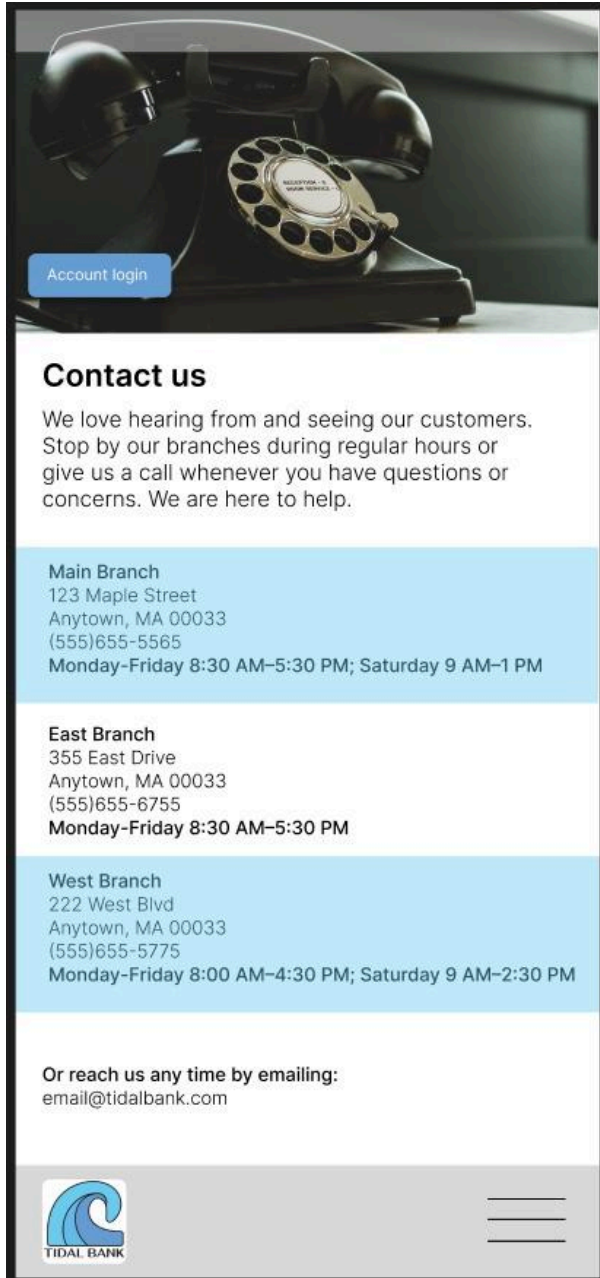 RECEPTION - 0
ROOM SERVICE -
Account login
Contact us
We love hearing from and seeing our customers.
Stop by our branches during regular hours or
give us a call whenever you have questions or
concerns. We are here to help.
Main Branch
123 Maple Street
Anytown, MA 00033
(555)655-5565
Monday-Friday 8:30 AM–5:30 PM; Saturday 9 AM–1 PM
East Branch
355 East Drive
Anytown, MA 00033
(555)655-6755
Monday-Friday 8:30 AM–5:30 PM
West Branch
222 West Blvd
Anytown, MA 00033
(555)655-5775
Monday-Friday 8:00 AM–4:30 PM; Saturday 9 AM–2:30 PM
Or reach us any time by emailing:
email@tidalbank.com
TIDAL BANK